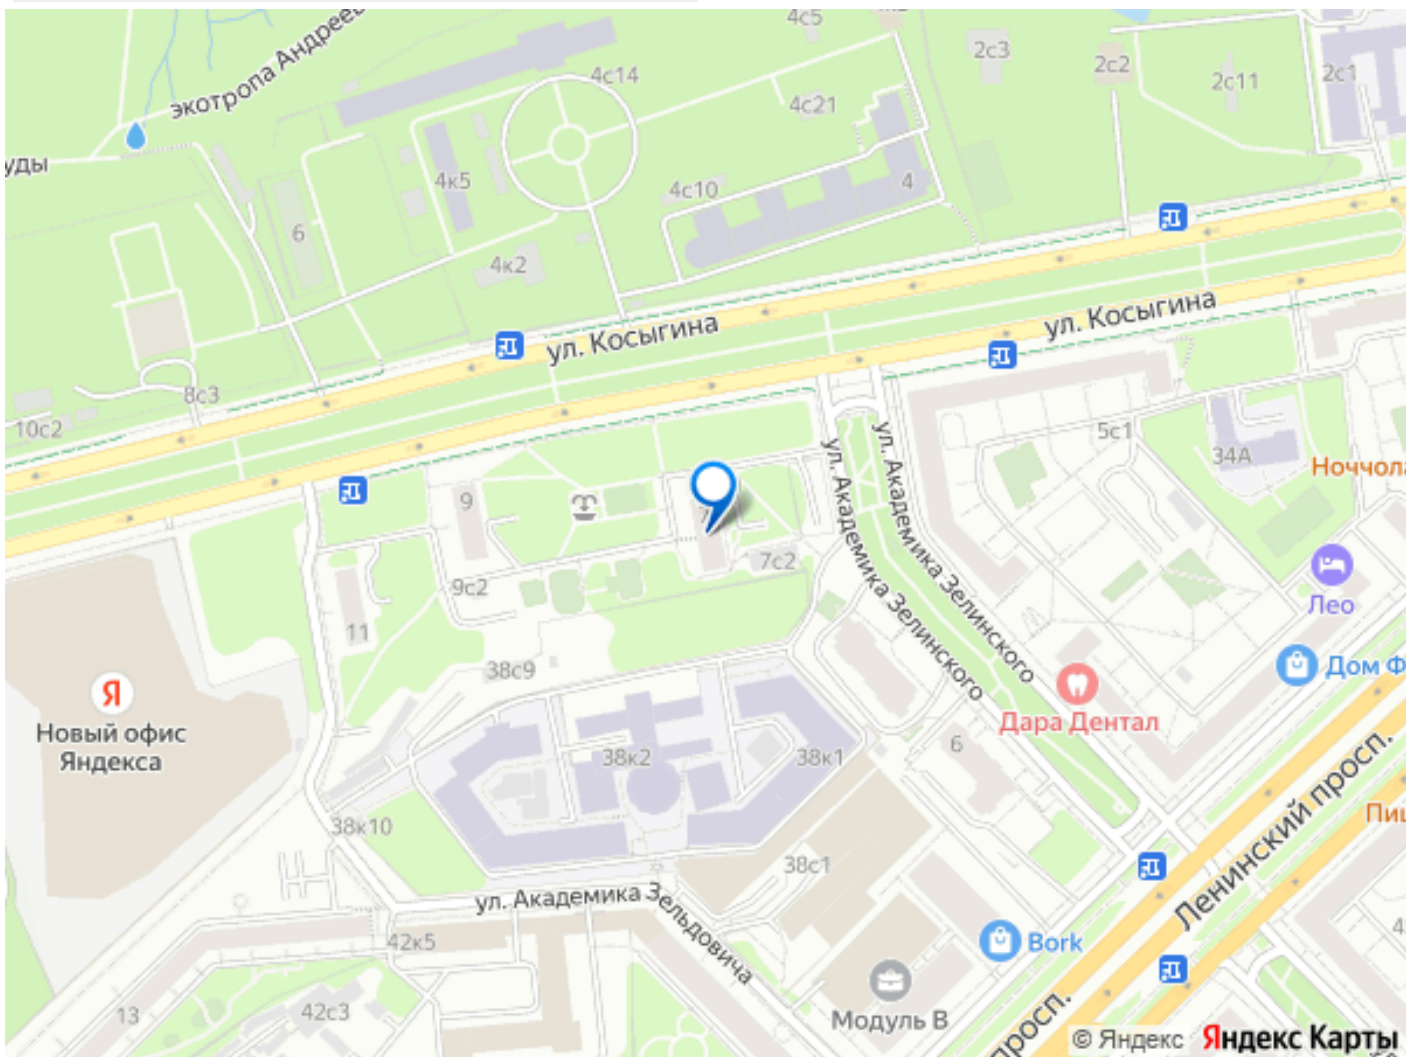 4с5
2с3
2с2
2с11
2с1
4с14
4с21
экотропа Андреев
уды
4к5
4с10
4
6
4к2
ул. Косыгина
ул. Косыгина
8с3
10с2
5с1
34А
Ноччола
9
ул. Академика Зелинского
ул. Академика Зелинского
7с2
9с2
11
Лео
38с9
Дом Ф
Я
Новый офис
Яндекса
Дара Дентал
38к2
38к1
6
Ленинский просп.
Пиц
38к10
38с1
ул. Академика Зельдовича
42к5
Bork
4
13
42с3
Модуль В
просп.
© Яндекс Яндекс Карты